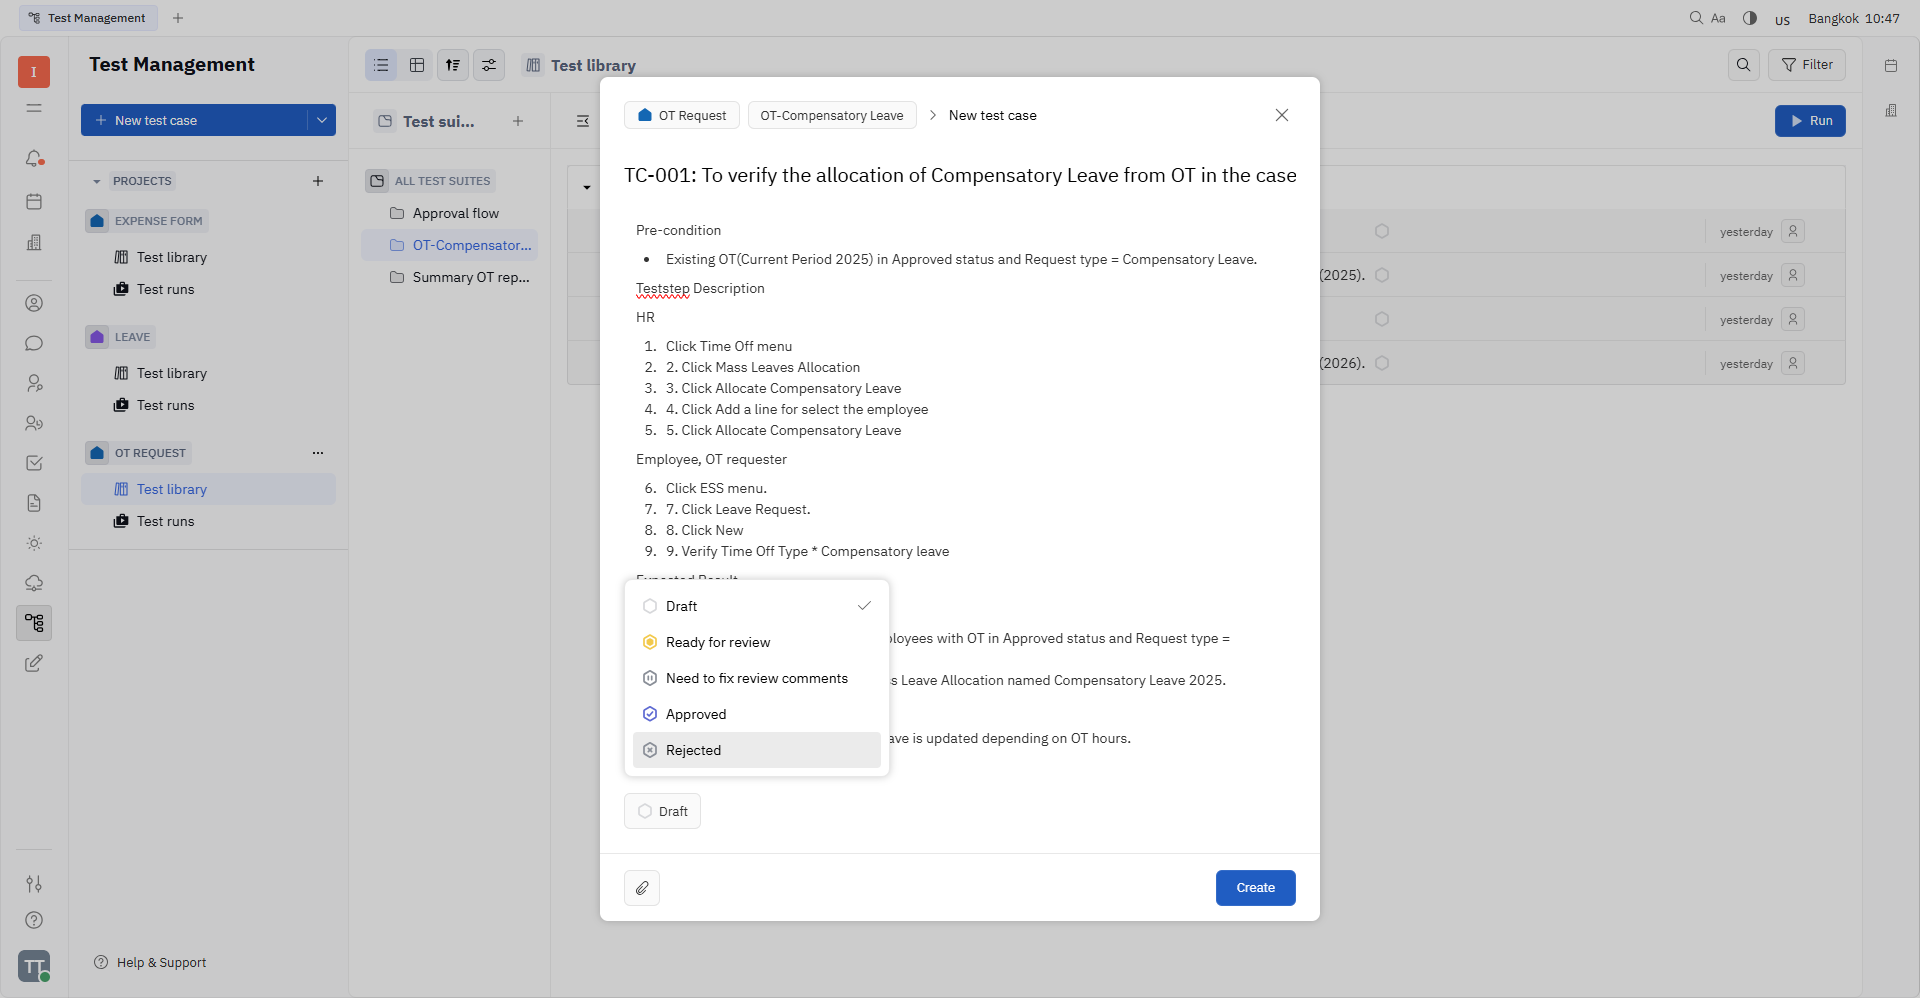 Test Management
Aa
US
Bangkok 10:47
I
Test Management
New test case
PROJECTS
EXPENSE FORM
Test library
Test runs
LEAVE
Test library
Test runs
OT REQUEST
Test library
Test runs
Help & Support
TT
Test library
Filter
Test sui...
Run
ALL TEST SUITES
Approval flow
OT-Compensator...
Summary OT rep...
yesterday
(2025).
yesterday
yesterday
(2026).
yesterday
OT Request
OT-Compensatory Leave
New test case
TC-001: To verify the allocation of Compensatory Leave from OT in the case
Pre-condition
• Existing OT(Current Period 2025) in Approved status and Request type = Compensatory Leave.
Teststep Description
HR
1. Click Time Off menu
2. 2. Click Mass Leaves Allocation
3. 3. Click Allocate Compensatory Leave
4. 4. Click Add a line for select the employee
5. 5. Click Allocate Compensatory Leave
Employee, OT requester
6. Click ESS menu.
7. 7. Click Leave Request.
8. 8. Click New
9. 9. Verify Time Off Type * Compensatory leave
Expected Result
ployees with OT in Approved status and Request type =
s Leave Allocation named Compensatory Leave 2025.
ave is updated depending on OT hours.
Draft
Ready for review
Need to fix review comments
Approved
Rejected
Draft
Create